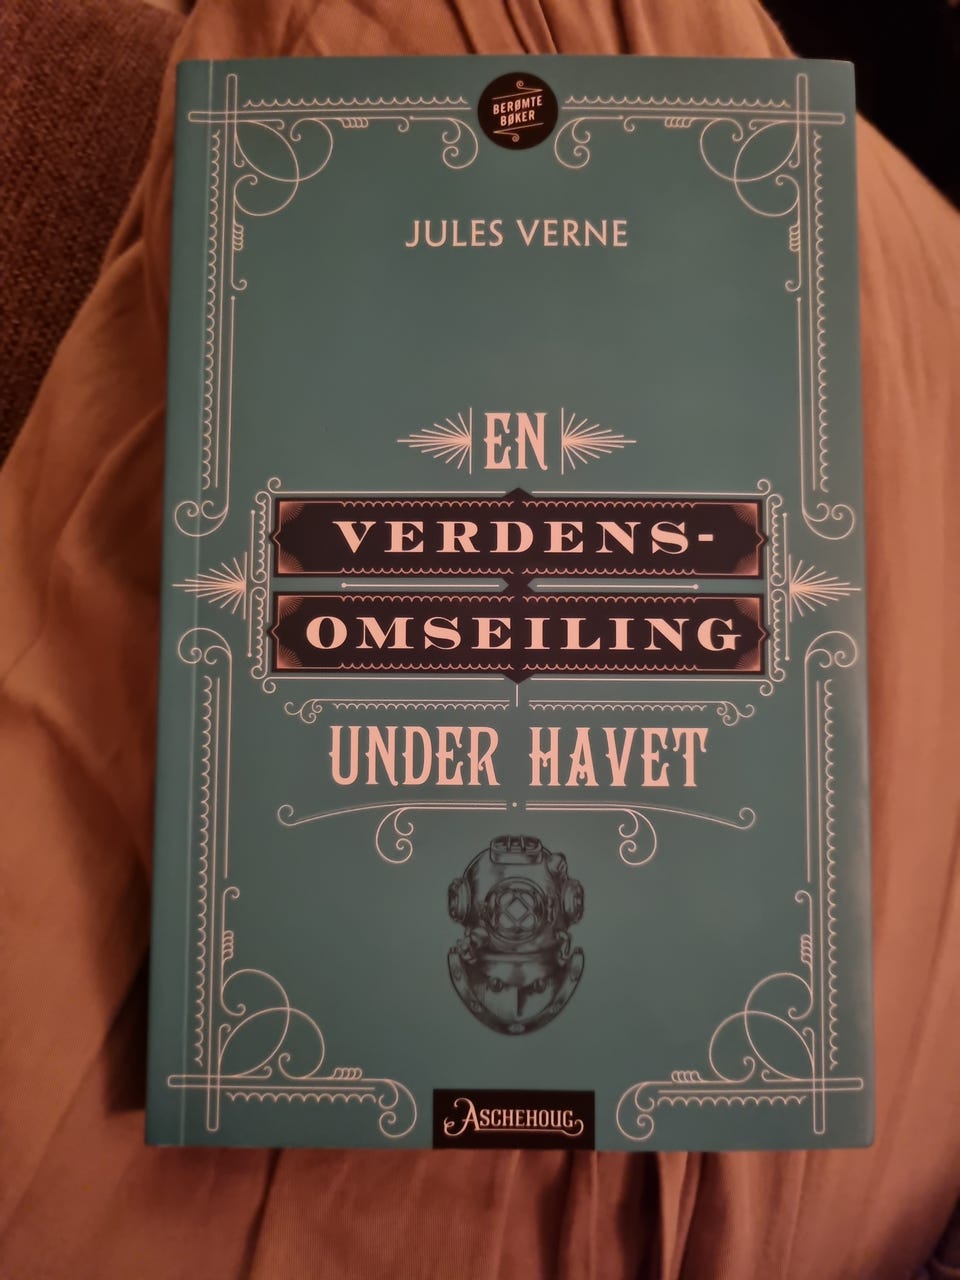 BERØMTE
BØKER
JULES VERNE
EN
VERDENS-
OMSEILING
UNDER HAVET
ASCHEHOUG